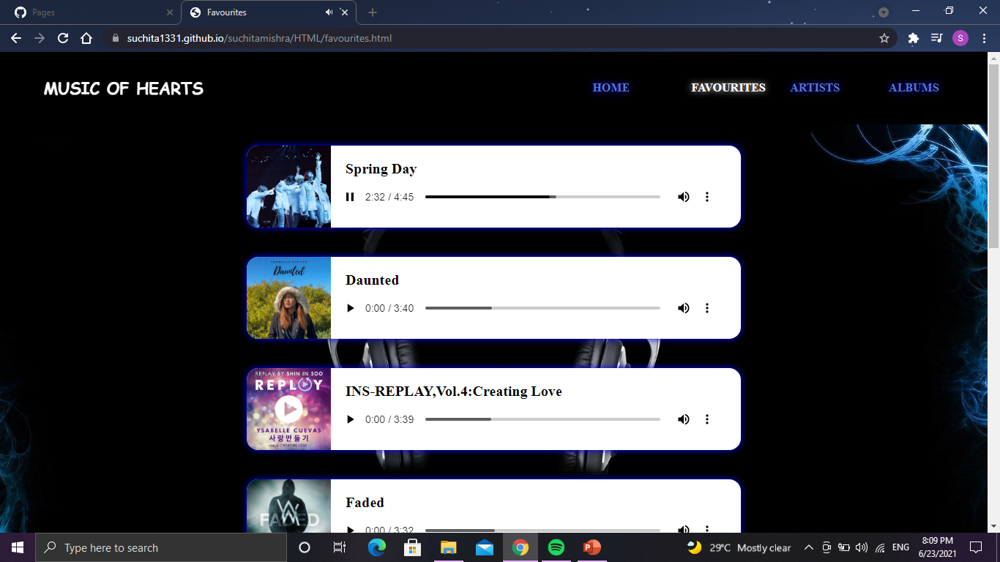 Pages
Favourites
suchita1331.github.io/suchitamishra/HTML/favourites.html
S
MUSIC OF HEARTS
HOME
FAVOURITES
ARTISTS
ALBUMS
Spring Day
2:32 / 4:45
YSABELLE CUEVAS
Daunted
Daunted
0:00 / 3:40
REPLAY BY SHIN IN SOO
REPLAY
YSABELLE CUEVAS
사랑만들기
vol.4 CREATING LOVE
INS-REPLAY,Vol.4:Creating Love
0:00 / 3:39
FADED
Faded
0:00 / 3:32
Type here to search
29°C Mostly clear
ENG
8:09 PM
6/23/2021